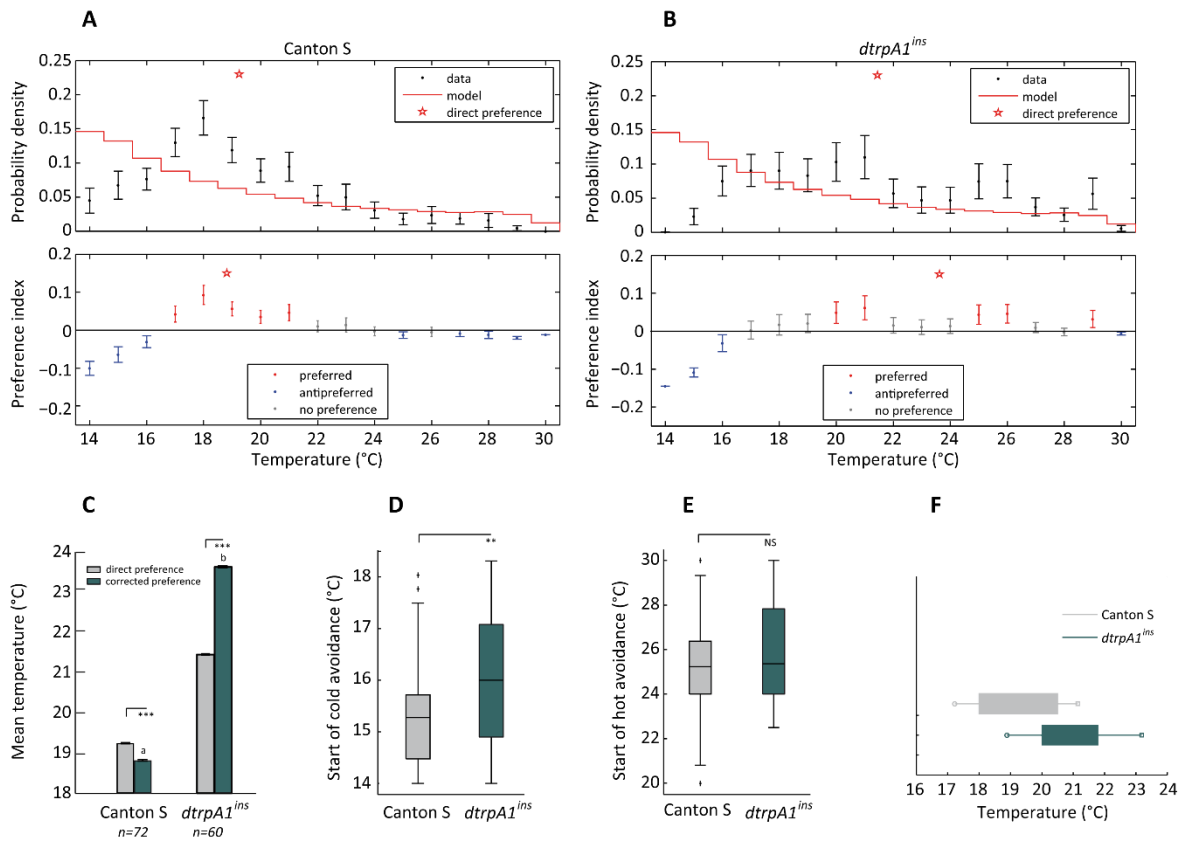 A
Canton S
Probability density
0.25
0.2
0.15
0.1
0.05
0
data
model
direct preference
Preference index
0.2
0.1
0
−0.1
−0.2
preferred
antipreferred
no preference
14 16 18 20 22 24 26 28 30
Temperature (°C)
B
dtrpA1ins
Probability density
0.25
0.2
0.15
0.1
0.05
0
data
model
direct preference
Preference index
0.2
0.1
0
−0.1
−0.2
preferred
antipreferred
no preference
14 16 18 20 22 24 26 28 30
Temperature (°C)
C
Mean temperature (°C)
24
23
22
21
20
19
18
direct preference
corrected preference
***
a
***
b
Canton S dtrpA1ins
n=72 n=60
D
Start of cold avoidance (°C)
18
17
16
15
14
**
Canton S dtrpA1ins
E
Start of hot avoidance (°C)
30
28
26
24
22
20
NS
Canton S dtrpA1ins
F
Canton S
dtrpA1ins
16 17 18 19 20 21 22 23 24
Temperature (°C)